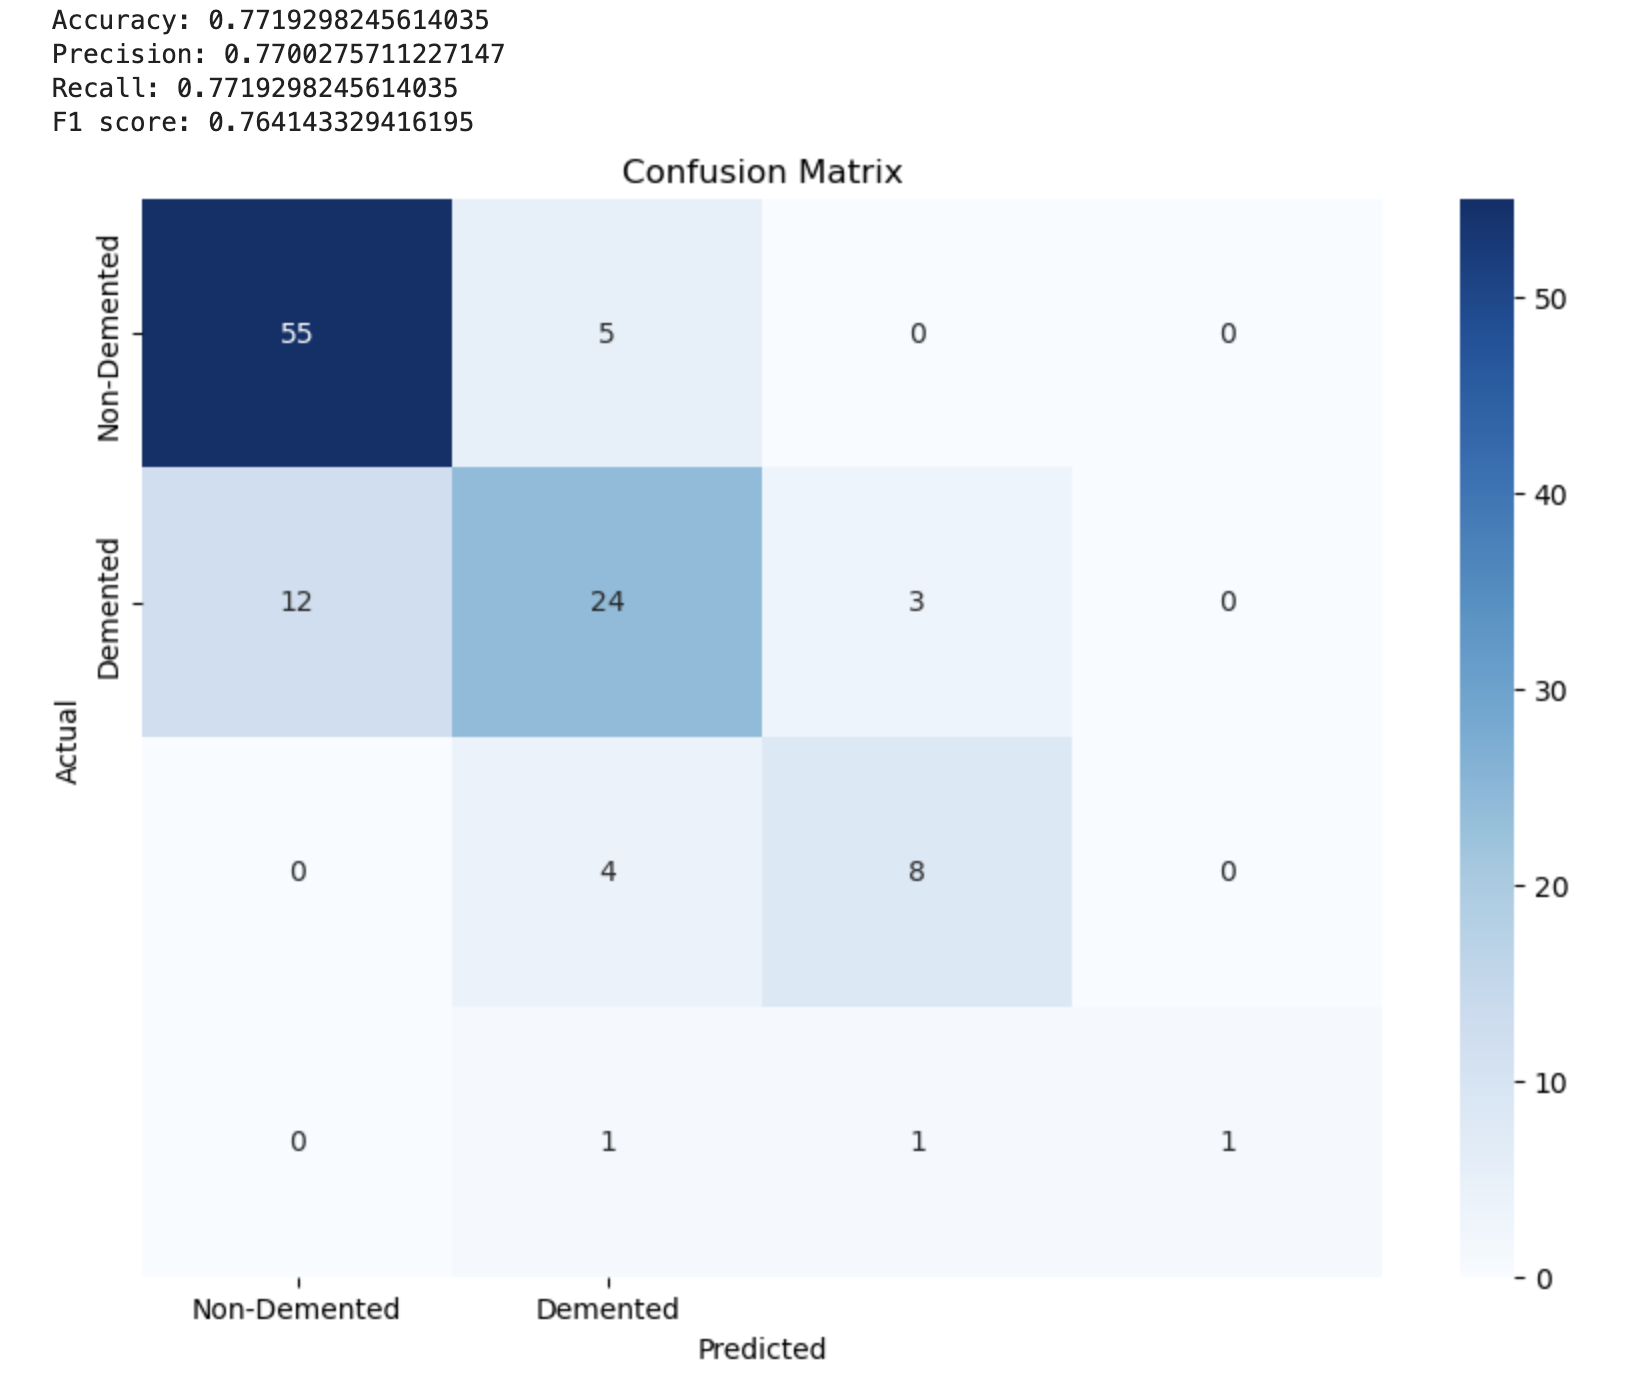 Accuracy: 0.7719298245614035
Precision: 0.7700275711227147
Recall: 0.7719298245614035
F1 score: 0.764143329416195
Confusion Matrix
Non-Demented
55 5 0 0
50
40
Demented
12 24 3 0
30
Actual
0 4 8 0
20
10
0 1 1 1
0
Non-Demented Demented
Predicted